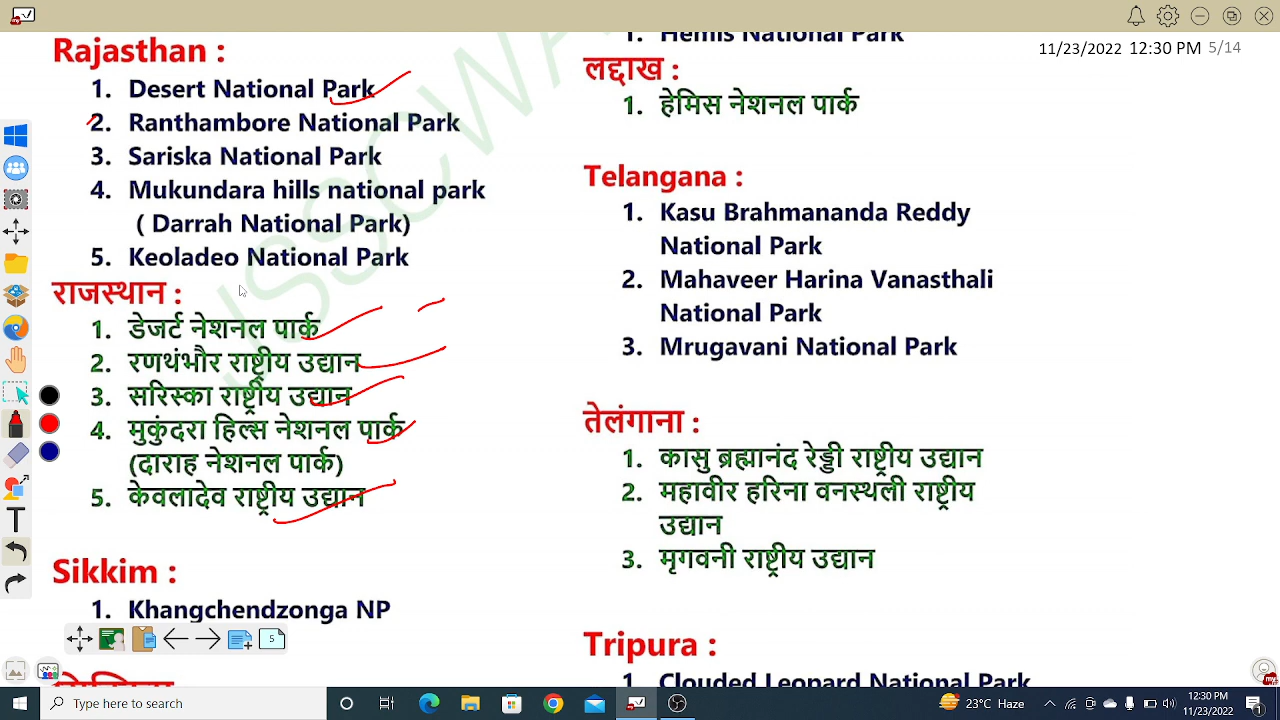 11/23/2022 12:30 PM 5/14
Rajasthan :
1. Desert National Park
2. Ranthambore National Park
3. Sariska National Park
4. Mukundara hills national park
( Darrah National Park)
5. Keoladeo National Park
राजस्थान :
1. डेजर्ट नेशनल पार्क
2. रणथंभौर राष्ट्रीय उद्यान
3. सरिस्का राष्ट्रीय उद्यान
4. मुकुंदरा हिल्स नेशनल पार्क
(दाराह नेशनल पार्क)
5. केवलादेव राष्ट्रीय उद्यान
Sikkim :
1. Khangchendzonga NP
1. Hemis National Park
लद्दाख :
1. हेमिस नेशनल पार्क
Telangana :
1. Kasu Brahmananda Reddy
National Park
2. Mahaveer Harina Vanasthali
National Park
3. Mrugavani National Park
तेलंगाना :
1. कासु ब्रह्मानंद रेड्डी राष्ट्रीय उद्यान
2. महावीर हरिना वनस्थली राष्ट्रीय
उद्यान
3. मृगवनी राष्ट्रीय उद्यान
Tripura :
1. Clouded Leopard National Park
5
Type here to search
23°C Haze
12:30 PM
11/23/2022